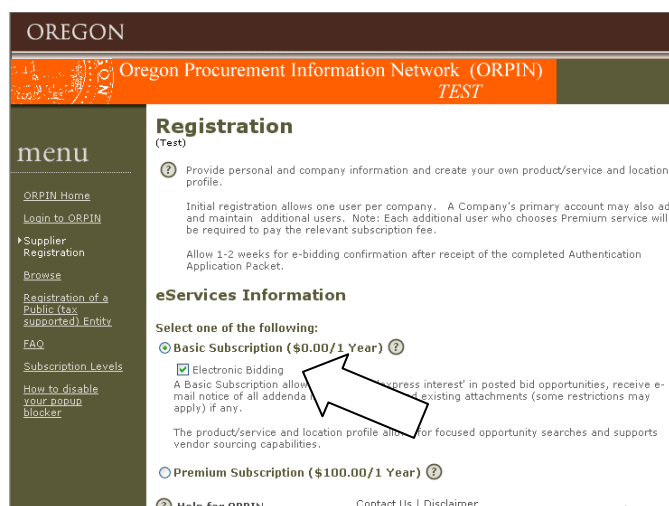 OREGON
Oregon Procurement Information Network (ORPIN)
TEST
menu
ORPIN Home
Login to ORPIN
Supplier
Registration
Browse
Registration of a
Public (tax
supported) Entity
FAQ
Subscription Levels
How to disable
your popup
blocker
Registration
(Test)
Provide personal and company information and create your own product/service and location
profile.
Initial registration allows one user per company. A Company's primary account may also ad
and maintain additional users. Note: Each additional user who chooses Premium service will
be required to pay the relevant subscription fee.
Allow 1-2 weeks for e-bidding confirmation after receipt of the completed Authentication
Application Packet.
eServices Information
Select one of the following:
Basic Subscription ($0.00/1 Year) ?
Electronic Bidding
A Basic Subscription allow 'express interest' in posted bid opportunities, receive e-
mail notice of all addenda existing attachments (some restrictions may
apply) if any.
The product/service and location profile allow for focused opportunity searches and supports
vendor sourcing capabilities.
Premium Subscription ($100.00/1 Year) ?
Help for ORPIN
Contact Us | Disclaimer